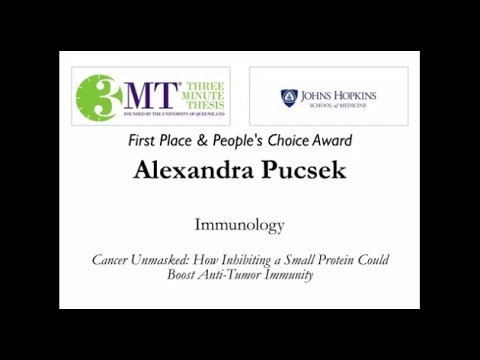 3MT® THREE
MINUTE
THESIS
FOUNDED BY THE UNIVERSITY OF QUEENSLAND
JOHNS HOPKINS
SCHOOL of MEDICINE
First Place & People's Choice Award
Alexandra Pucsek
Immunology
Cancer Unmasked: How Inhibiting a Small Protein Could
Boost Anti-Tumor Immunity